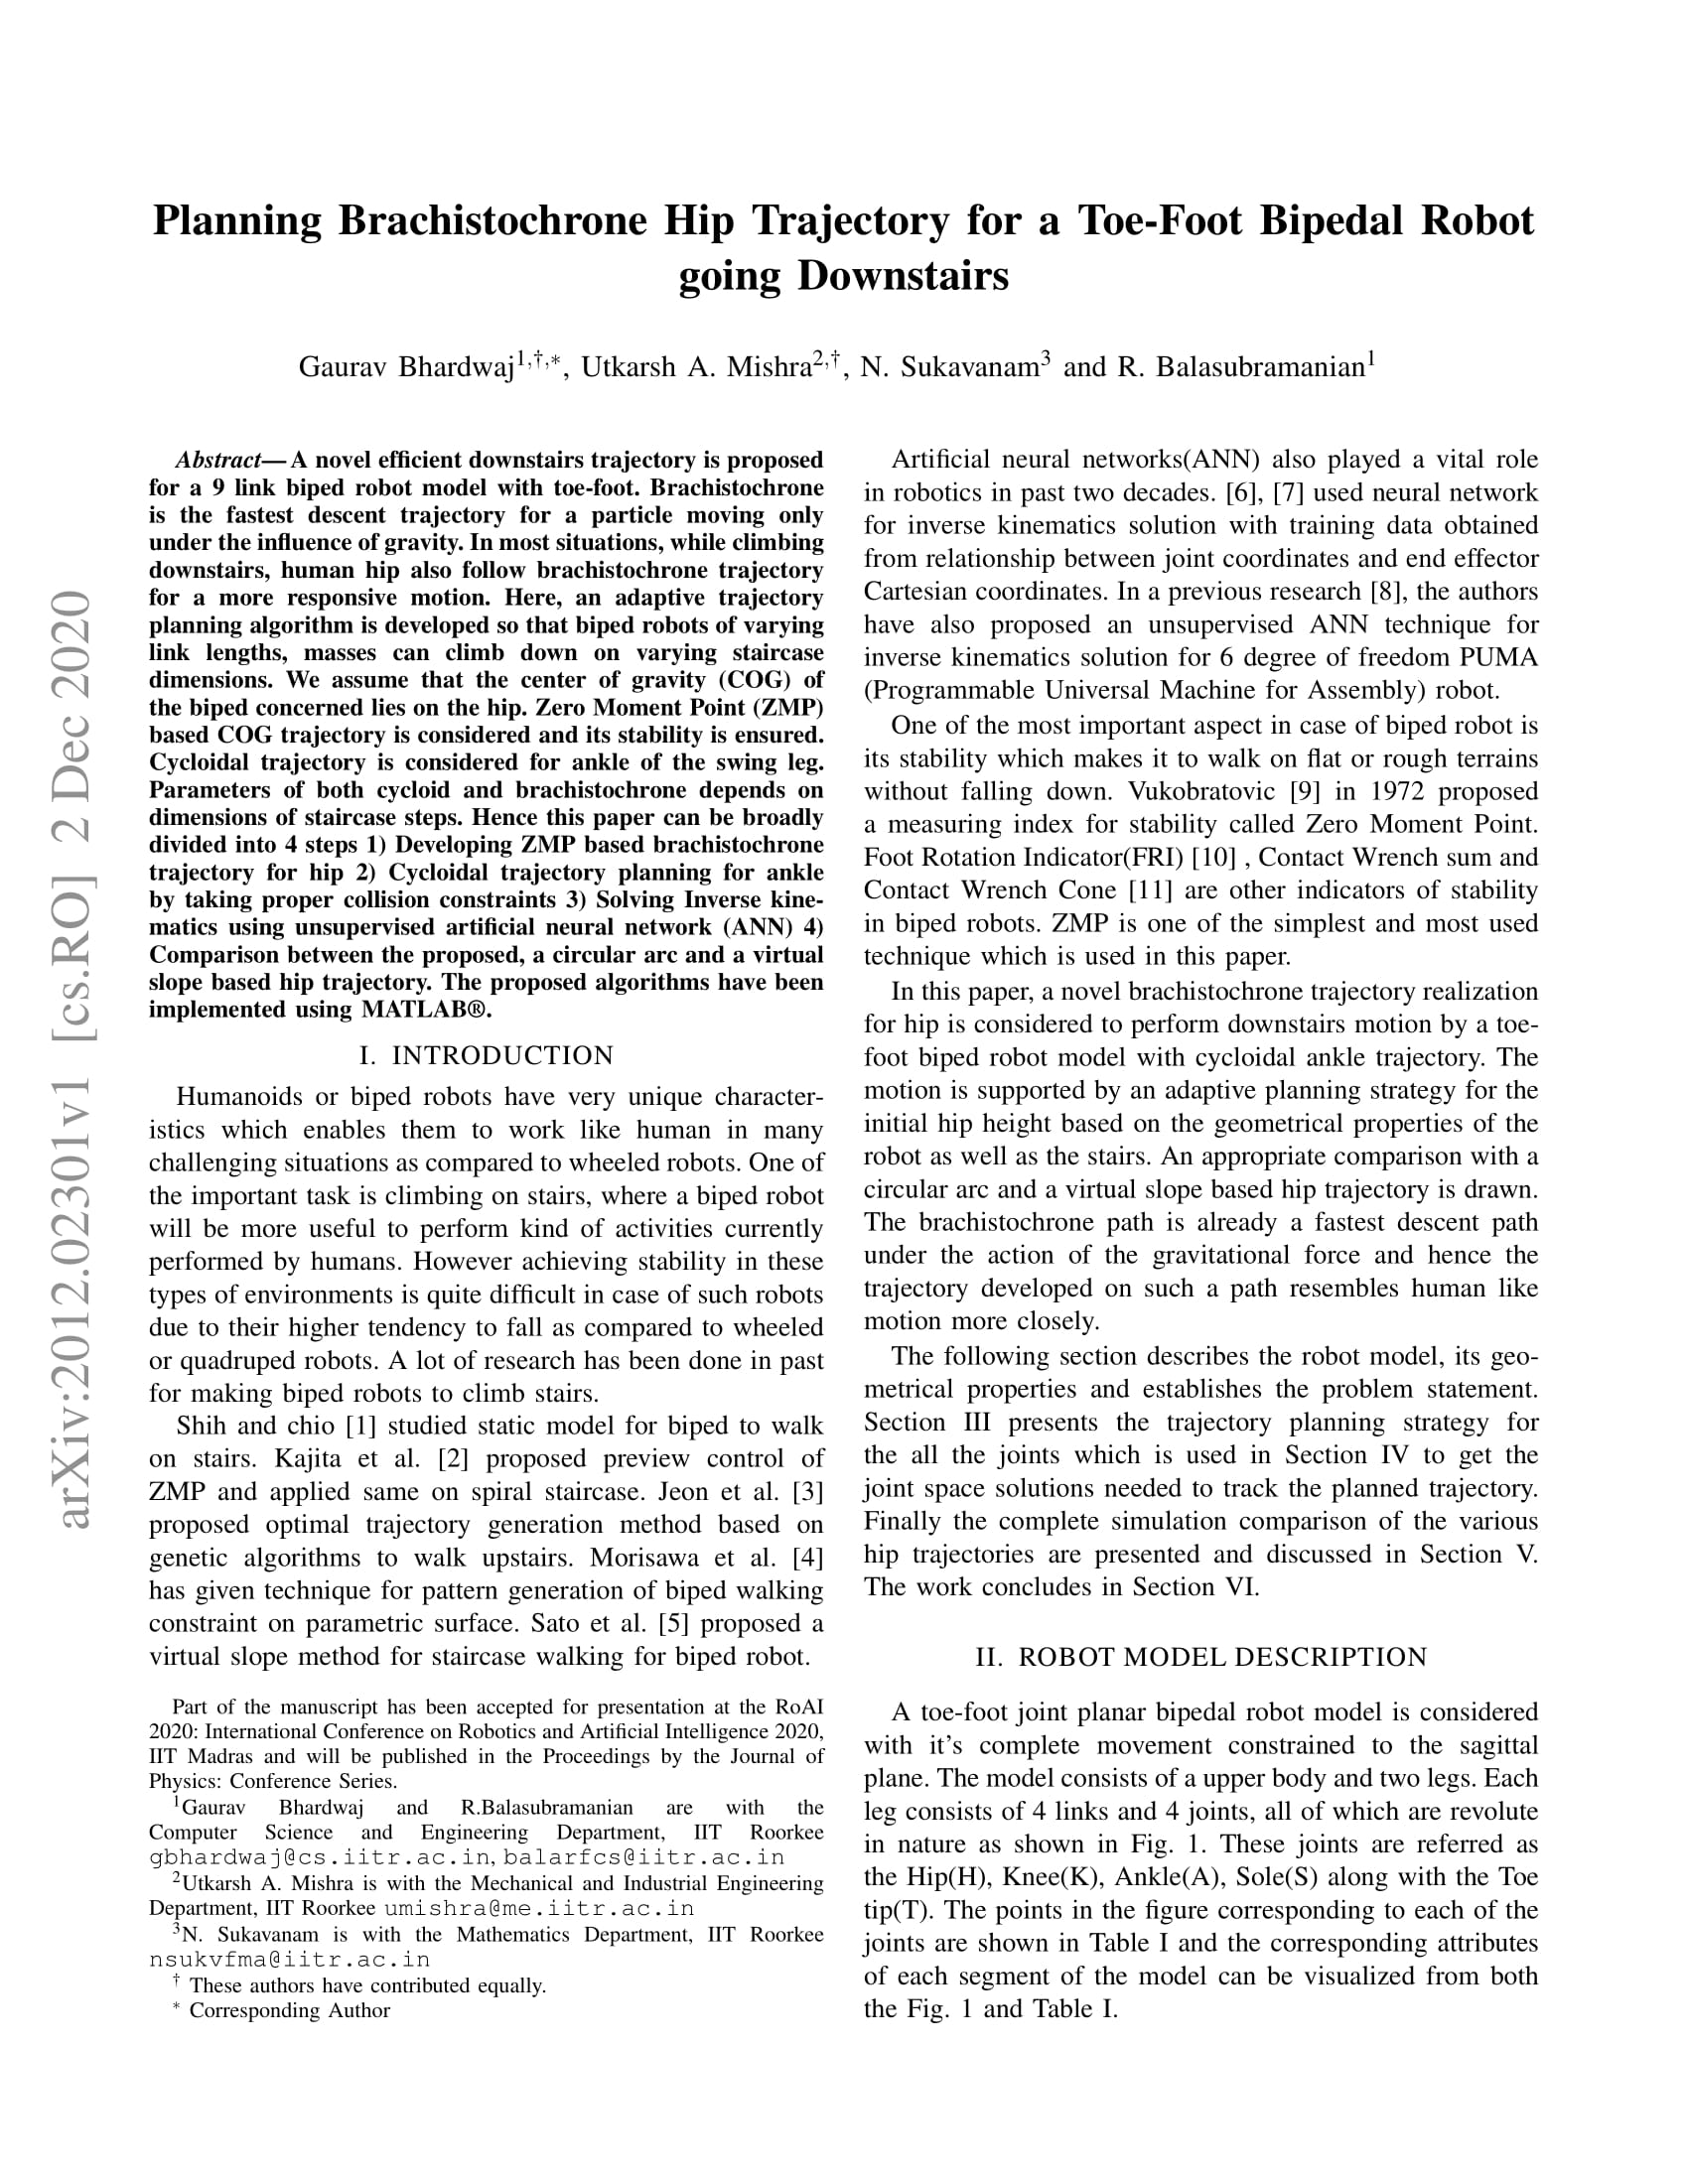 Planning Brachistochrone Hip Trajectory for a Toe-Foot Bipedal Robot
going Downstairs
Gaurav Bhardwaj1,†,∗, Utkarsh A. Mishra2,†, N. Sukavanam3 and R. Balasubramanian1
arXiv:2012.02301v1 [cs.RO] 2 Dec 2020
Abstract— A novel efficient downstairs trajectory is proposed
for a 9 link biped robot model with toe-foot. Brachistochrone
is the fastest descent trajectory for a particle moving only
under the influence of gravity. In most situations, while climbing
downstairs, human hip also follow brachistochrone trajectory
for a more responsive motion. Here, an adaptive trajectory
planning algorithm is developed so that biped robots of varying
link lengths, masses can climb down on varying staircase
dimensions. We assume that the center of gravity (COG) of
the biped concerned lies on the hip. Zero Moment Point (ZMP)
based COG trajectory is considered and its stability is ensured.
Cycloidal trajectory is considered for ankle of the swing leg.
Parameters of both cycloid and brachistochrone depends on
dimensions of staircase steps. Hence this paper can be broadly
divided into 4 steps 1) Developing ZMP based brachistochrone
trajectory for hip 2) Cycloidal trajectory planning for ankle
by taking proper collision constraints 3) Solving Inverse kine-
matics using unsupervised artificial neural network (ANN) 4)
Comparison between the proposed, a circular arc and a virtual
slope based hip trajectory. The proposed algorithms have been
implemented using MATLAB®.
I. INTRODUCTION
Humanoids or biped robots have very unique character-
istics which enables them to work like human in many
challenging situations as compared to wheeled robots. One of
the important task is climbing on stairs, where a biped robot
will be more useful to perform kind of activities currently
performed by humans. However achieving stability in these
types of environments is quite difficult in case of such robots
due to their higher tendency to fall as compared to wheeled
or quadruped robots. A lot of research has been done in past
for making biped robots to climb stairs.
Shih and chio [1] studied static model for biped to walk
on stairs. Kajita et al. [2] proposed preview control of
ZMP and applied same on spiral staircase. Jeon et al. [3]
proposed optimal trajectory generation method based on
genetic algorithms to walk upstairs. Morisawa et al. [4]
has given technique for pattern generation of biped walking
constraint on parametric surface. Sato et al. [5] proposed a
virtual slope method for staircase walking for biped robot.
Part of the manuscript has been accepted for presentation at the RoAI
2020: International Conference on Robotics and Artificial Intelligence 2020,
IIT Madras and will be published in the Proceedings by the Journal of
Physics: Conference Series.
1Gaurav Bhardwaj and R.Balasubramanian are with the
Computer Science and Engineering Department, IIT Roorkee
gbhardwaj@cs.iitr.ac.in, balarfcs@iitr.ac.in
2Utkarsh A. Mishra is with the Mechanical and Industrial Engineering
Department, IIT Roorkee umishra@me.iitr.ac.in
3N. Sukavanam is with the Mathematics Department, IIT Roorkee
nsukvfma@iitr.ac.in
† These authors have contributed equally.
∗ Corresponding Author
Artificial neural networks(ANN) also played a vital role
in robotics in past two decades. [6], [7] used neural network
for inverse kinematics solution with training data obtained
from relationship between joint coordinates and end effector
Cartesian coordinates. In a previous research [8], the authors
have also proposed an unsupervised ANN technique for
inverse kinematics solution for 6 degree of freedom PUMA
(Programmable Universal Machine for Assembly) robot.
One of the most important aspect in case of biped robot is
its stability which makes it to walk on flat or rough terrains
without falling down. Vukobratovic [9] in 1972 proposed
a measuring index for stability called Zero Moment Point.
Foot Rotation Indicator(FRI) [10] , Contact Wrench sum and
Contact Wrench Cone [11] are other indicators of stability
in biped robots. ZMP is one of the simplest and most used
technique which is used in this paper.
In this paper, a novel brachistochrone trajectory realization
for hip is considered to perform downstairs motion by a toe-
foot biped robot model with cycloidal ankle trajectory. The
motion is supported by an adaptive planning strategy for the
initial hip height based on the geometrical properties of the
robot as well as the stairs. An appropriate comparison with a
circular arc and a virtual slope based hip trajectory is drawn.
The brachistochrone path is already a fastest descent path
under the action of the gravitational force and hence the
trajectory developed on such a path resembles human like
motion more closely.
The following section describes the robot model, its geo-
metrical properties and establishes the problem statement.
Section III presents the trajectory planning strategy for
the all the joints which is used in Section IV to get the
joint space solutions needed to track the planned trajectory.
Finally the complete simulation comparison of the various
hip trajectories are presented and discussed in Section V.
The work concludes in Section VI.
II. ROBOT MODEL DESCRIPTION
A toe-foot joint planar bipedal robot model is considered
with it's complete movement constrained to the sagittal
plane. The model consists of a upper body and two legs. Each
leg consists of 4 links and 4 joints, all of which are revolute
in nature as shown in Fig. 1. These joints are referred as
the Hip(H), Knee(K), Ankle(A), Sole(S) along with the Toe
tip(T). The points in the figure corresponding to each of the
joints are shown in Table I and the corresponding attributes
of each segment of the model can be visualized from both
the Fig. 1 and Table I.